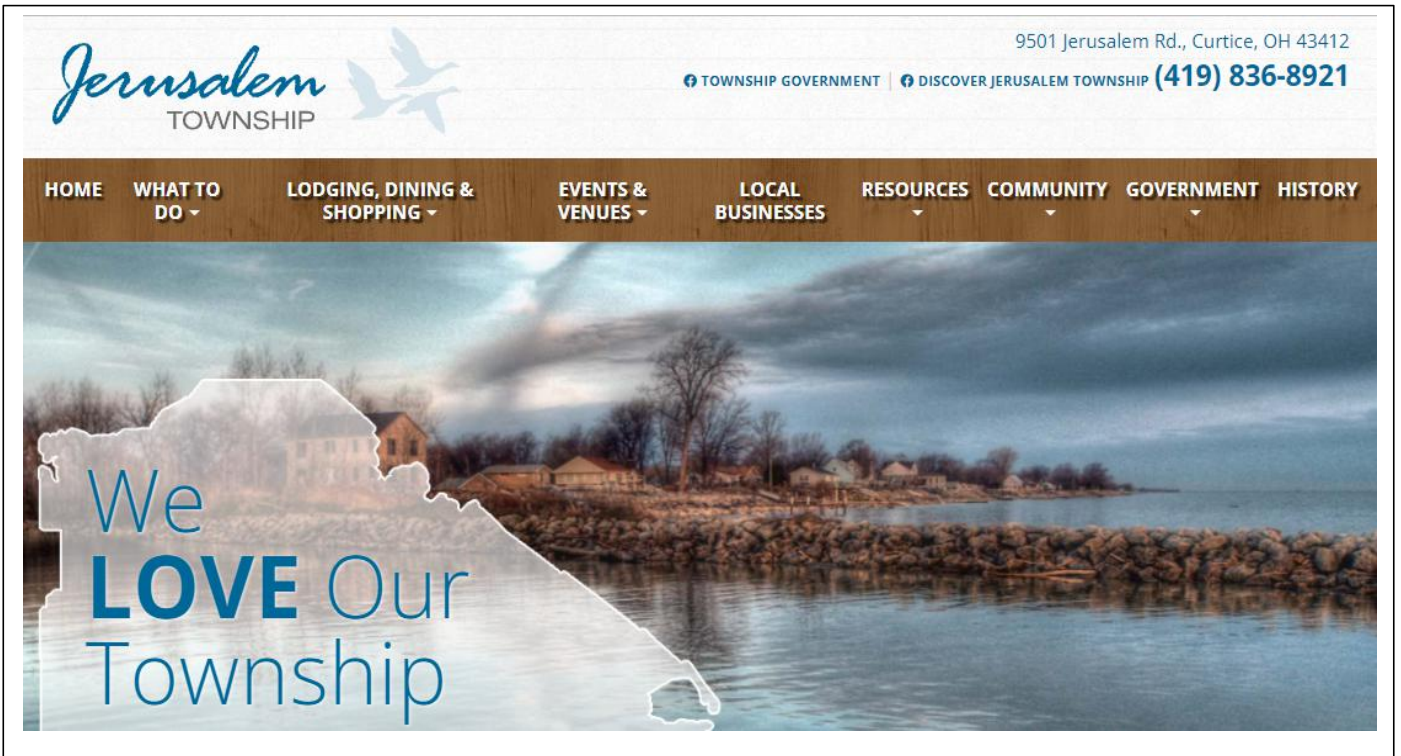 Jerusalem
TOWNSHIP
9501 Jerusalem Rd., Curtice, OH 43412
TOWNSHIP GOVERNMENT | DISCOVER JERUSALEM TOWNSHIP (419) 836-8921
HOME
WHAT TO
DO
LODGING, DINING &
SHOPPING
EVENTS &
VENUES
LOCAL
BUSINESSES
RESOURCES
COMMUNITY
GOVERNMENT
HISTORY
We
LOVE Our
Township